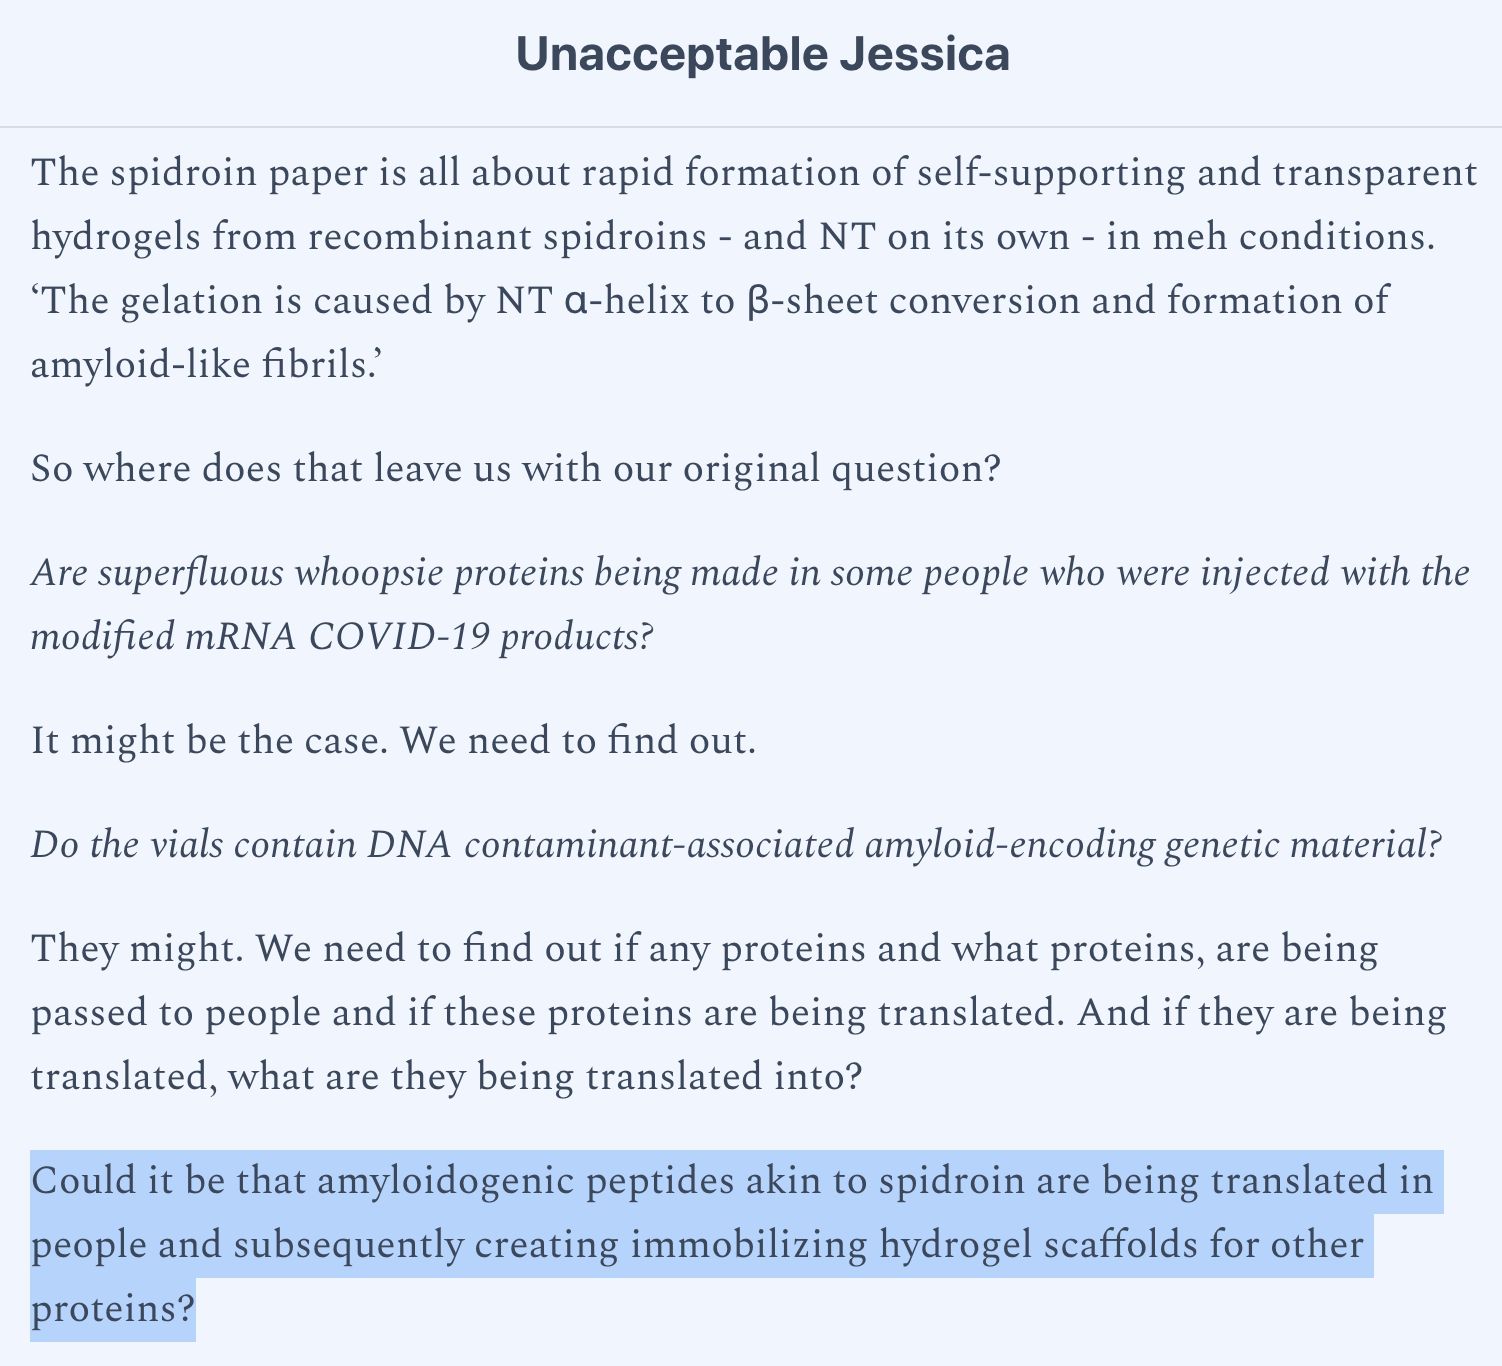 Unacceptable Jessica
The spidroin paper is all about rapid formation of self-supporting and transparent
hydrogels from recombinant spidroins - and NT on its own - in meh conditions.
‘The gelation is caused by NT α-helix to β-sheet conversion and formation of
amyloid-like fibrils.’
So where does that leave us with our original question?
Are superfluous whoopsie proteins being made in some people who were injected with the
modified mRNA COVID-19 products?
It might be the case. We need to find out.
Do the vials contain DNA contaminant-associated amyloid-encoding genetic material?
They might. We need to find out if any proteins and what proteins, are being
passed to people and if these proteins are being translated. And if they are being
translated, what are they being translated into?
Could it be that amyloidogenic peptides akin to spidroin are being translated in
people and subsequently creating immobilizing hydrogel scaffolds for other
proteins?